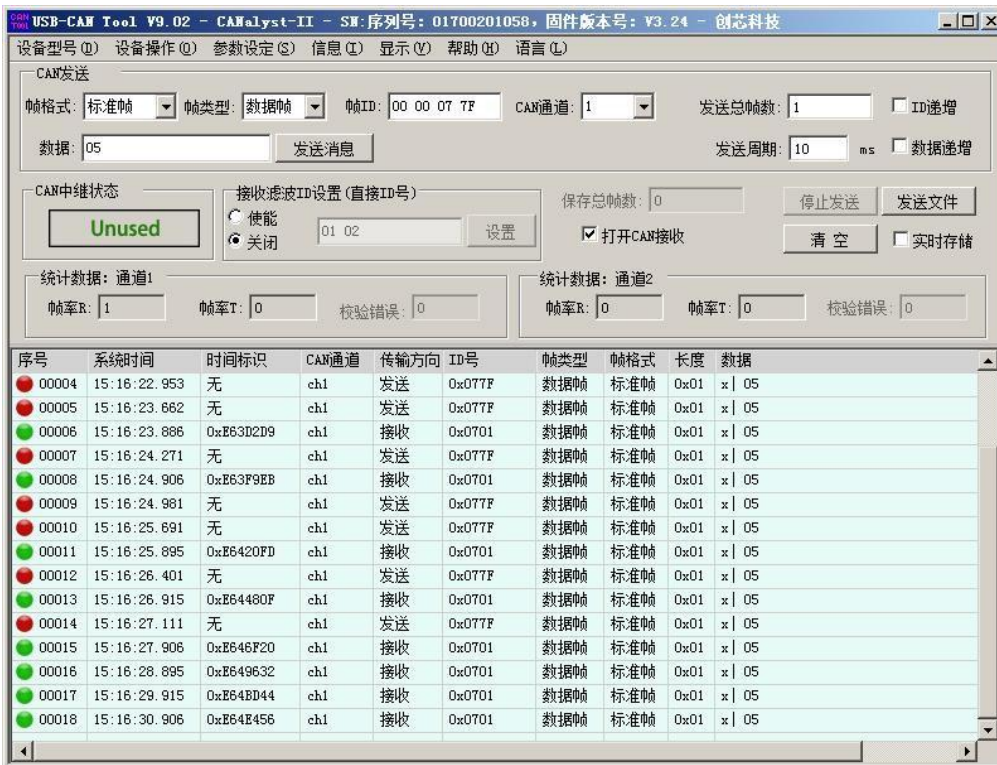 USB-CAN Tool V9.02 - CANalyst-II - SN:序列号: 01700201058, 固件版本号: V3.24 - 创芯科技
设备型号(D) 设备操作(O) 参数设定(S) 信息(I) 显示(V) 帮助(H) 语言(L)
CAN发送
帧格式: 标准帧 帧类型: 数据帧 帧ID: 00 00 07 7F CAN通道: 1 发送总帧数: 1 ID递增
数据: 05 发送消息 发送周期: 10 ms 数据递增
CAN中继状态 接收滤波ID设置(直接ID号) 保存总帧数: 0 停止发送 发送文件
Unused 使能 关闭 01 02 设置 打开CAN接收 清空 实时存储
统计数据: 通道1 统计数据: 通道2
帧率R: 1 帧率T: 0 校验错误: 0 帧率R: 0 帧率T: 0 校验错误: 0
序号 系统时间 时间标识 CAN通道 传输方向 ID号 帧类型 帧格式 长度 数据
00004 15:16:22.953 无 ch1 发送 0x077F 数据帧 标准帧 0x01 x| 05
00005 15:16:23.662 无 ch1 发送 0x077F 数据帧 标准帧 0x01 x| 05
00006 15:16:23.886 0xE63D2D9 ch1 接收 0x0701 数据帧 标准帧 0x01 x| 05
00007 15:16:24.271 无 ch1 发送 0x077F 数据帧 标准帧 0x01 x| 05
00008 15:16:24.906 0xE63F9EB ch1 接收 0x0701 数据帧 标准帧 0x01 x| 05
00009 15:16:24.981 无 ch1 发送 0x077F 数据帧 标准帧 0x01 x| 05
00010 15:16:25.691 无 ch1 发送 0x077F 数据帧 标准帧 0x01 x| 05
00011 15:16:25.895 0xE6420FD ch1 接收 0x0701 数据帧 标准帧 0x01 x| 05
00012 15:16:26.401 无 ch1 发送 0x077F 数据帧 标准帧 0x01 x| 05
00013 15:16:26.915 0xE64480F ch1 接收 0x0701 数据帧 标准帧 0x01 x| 05
00014 15:16:27.111 无 ch1 发送 0x077F 数据帧 标准帧 0x01 x| 05
00015 15:16:27.906 0xE646F20 ch1 接收 0x0701 数据帧 标准帧 0x01 x| 05
00016 15:16:28.895 0xE649632 ch1 接收 0x0701 数据帧 标准帧 0x01 x| 05
00017 15:16:29.915 0xE64BD44 ch1 接收 0x0701 数据帧 标准帧 0x01 x| 05
00018 15:16:30.906 0xE64E456 ch1 接收 0x0701 数据帧 标准帧 0x01 x| 05